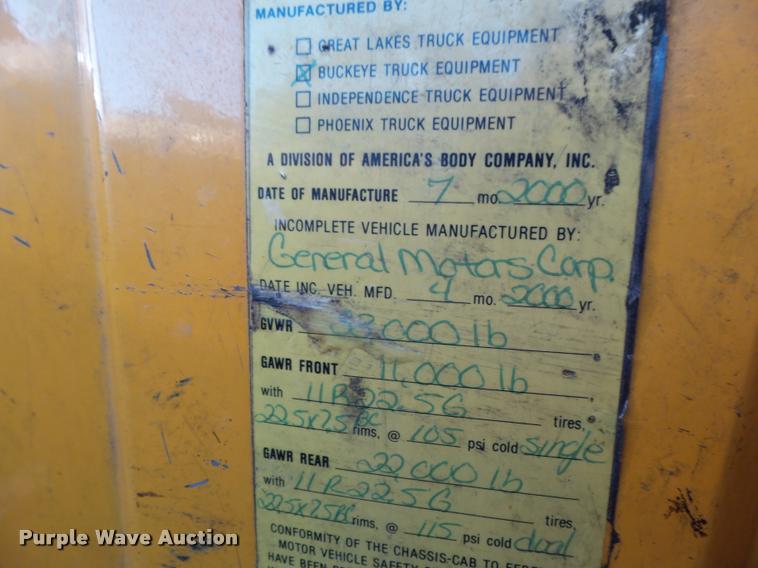 MANUFACTURED BY:
☐ GREAT LAKES TRUCK EQUIPMENT
☒ BUCKEYE TRUCK EQUIPMENT
☐ INDEPENDENCE TRUCK EQUIPMENT
☐ PHOENIX TRUCK EQUIPMENT
A DIVISION OF AMERICA'S BODY COMPANY, INC.
DATE OF MANUFACTURE 7 mo. 2000 yr.
INCOMPLETE VEHICLE MANUFACTURED BY:
General Motors Corp.
DATE INC. VEH. MFD. 4 mo. 2000 yr.
GVWR 33000 lb
GAWR FRONT 11,000 lb
with 11R22.5G tires,
22.5x7.5BC rims, @ 105 psi cold single
GAWR REAR 22000 lb
with 11R22.5G tires,
22.5x7.5BC rims, @ 115 psi cold dual
CONFORMITY OF THE CHASSIS-CAB TO
MOTOR VEHICLE SAFETY
HAVE BEEN
Purple Wave Auction